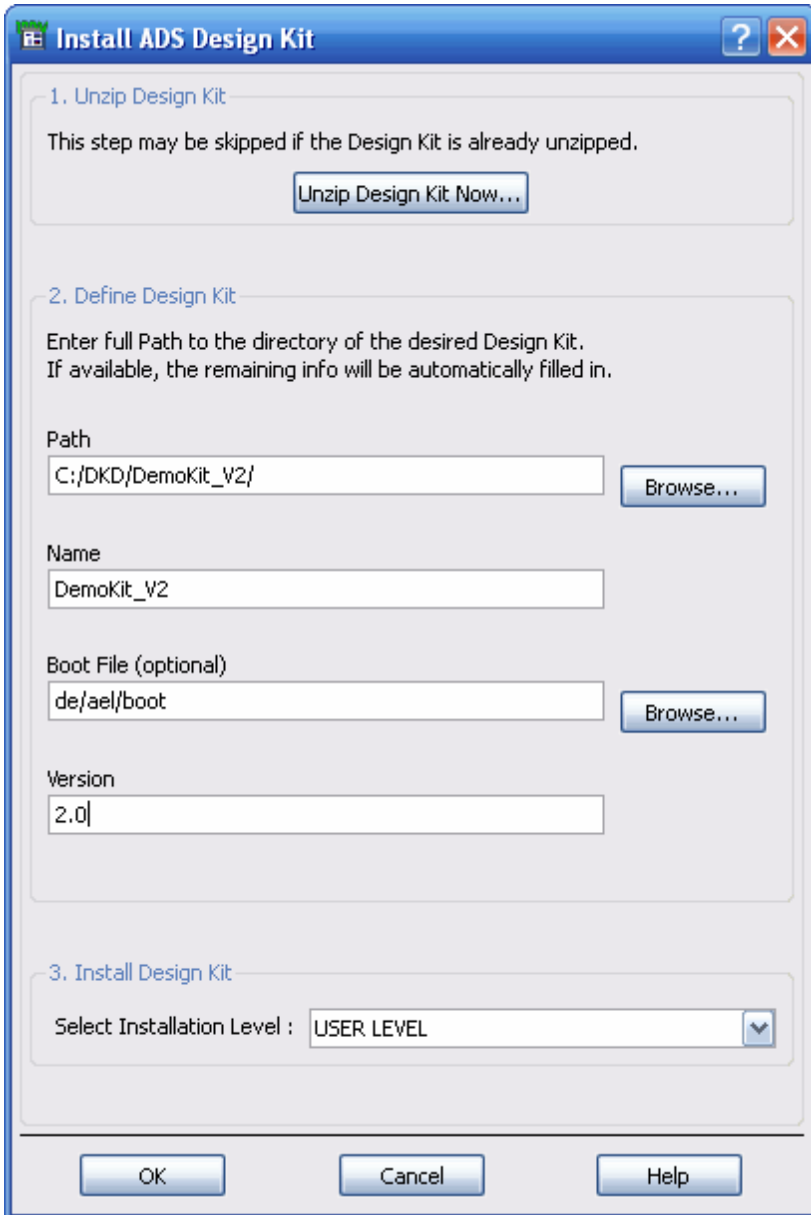 Install ADS Design Kit
1. Unzip Design Kit
This step may be skipped if the Design Kit is already unzipped.
Unzip Design Kit Now...
2. Define Design Kit
Enter full Path to the directory of the desired Design Kit.
If available, the remaining info will be automatically filled in.
Path
C:/DKD/DemoKit_V2/
Browse...
Name
DemoKit_V2
Boot File (optional)
de/ael/boot
Browse...
Version
2.0
3. Install Design Kit
Select Installation Level : USER LEVEL
OK Cancel Help